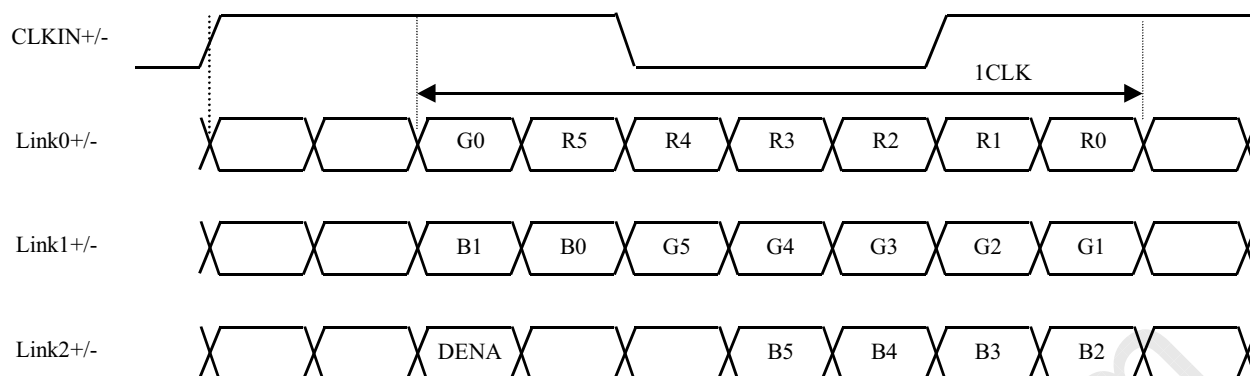 CLKIN+/-
1CLK
Link0+/- G0 R5 R4 R3 R2 R1 R0
Link1+/- B1 B0 G5 G4 G3 G2 G1
Link2+/- DENA B5 B4 B3 B2